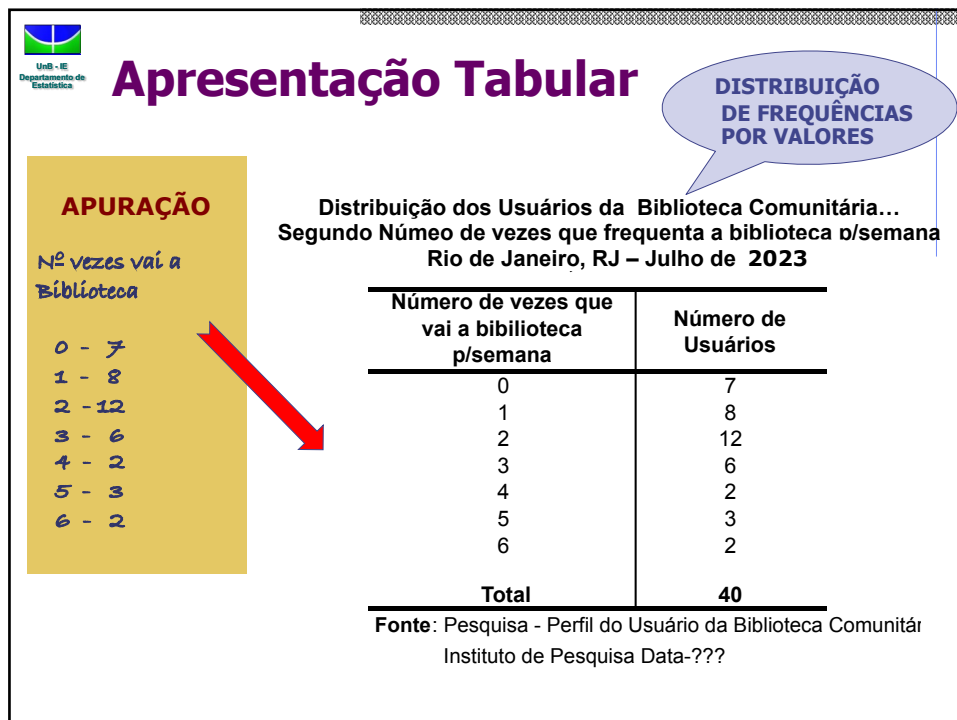 UnB - IE
Departamento de
Estatística
Apresentação Tabular
DISTRIBUIÇÃO
DE FREQUÊNCIAS
POR VALORES
APURAÇÃO
Nº vezes vai a
Biblioteca
0 - 7
1 - 8
2 -12
3 - 6
4 - 2
5 - 3
6 - 2
Distribuição dos Usuários da Biblioteca Comunitária…
Segundo Númeo de vezes que frequenta a biblioteca p/semana
Rio de Janeiro, RJ – Julho de 2023
Número de vezes que
vai a bibilioteca
p/semana
Número de
Usuários
0 7
1 8
2 12
3 6
4 2
5 3
6 2
Total 40
Fonte: Pesquisa - Perfil do Usuário da Biblioteca Comunitár
Instituto de Pesquisa Data-???